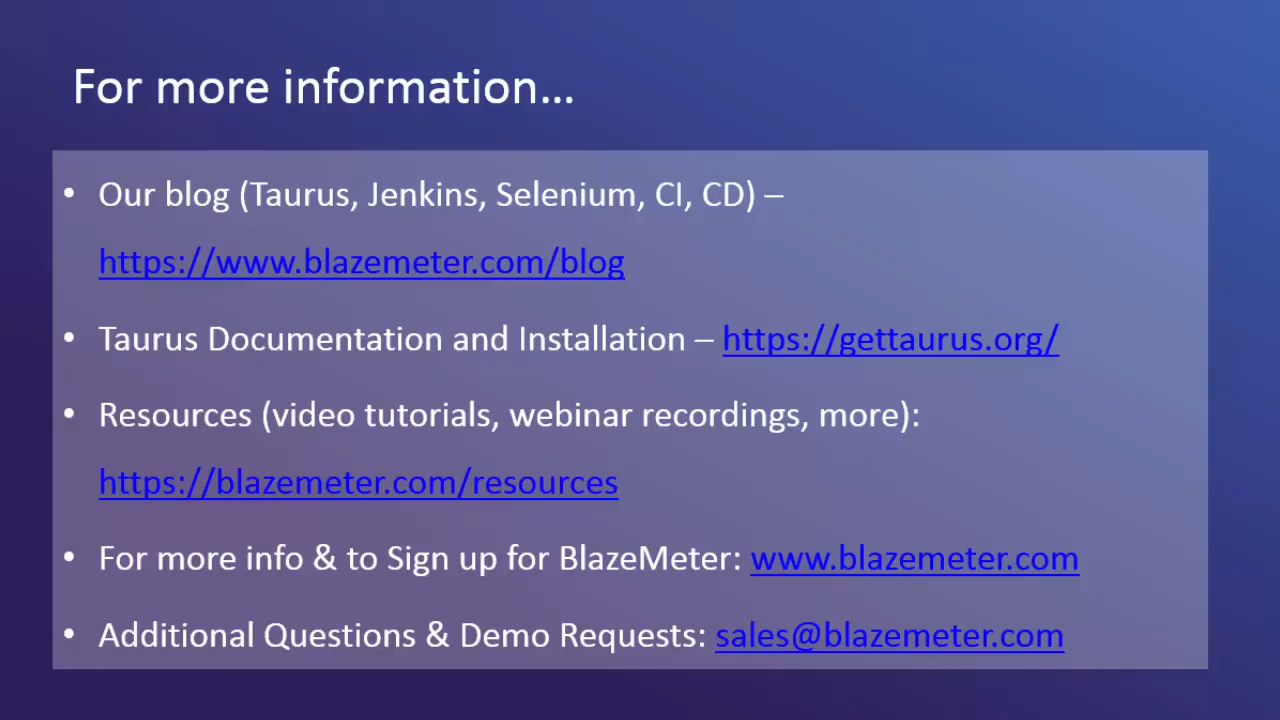 For more information...
• Our blog (Taurus, Jenkins, Selenium, CI, CD) –
https://www.blazemeter.com/blog
• Taurus Documentation and Installation – https://gettaurus.org/
• Resources (video tutorials, webinar recordings, more):
https://blazemeter.com/resources
• For more info & to Sign up for BlazeMeter: www.blazemeter.com
• Additional Questions & Demo Requests: sales@blazemeter.com